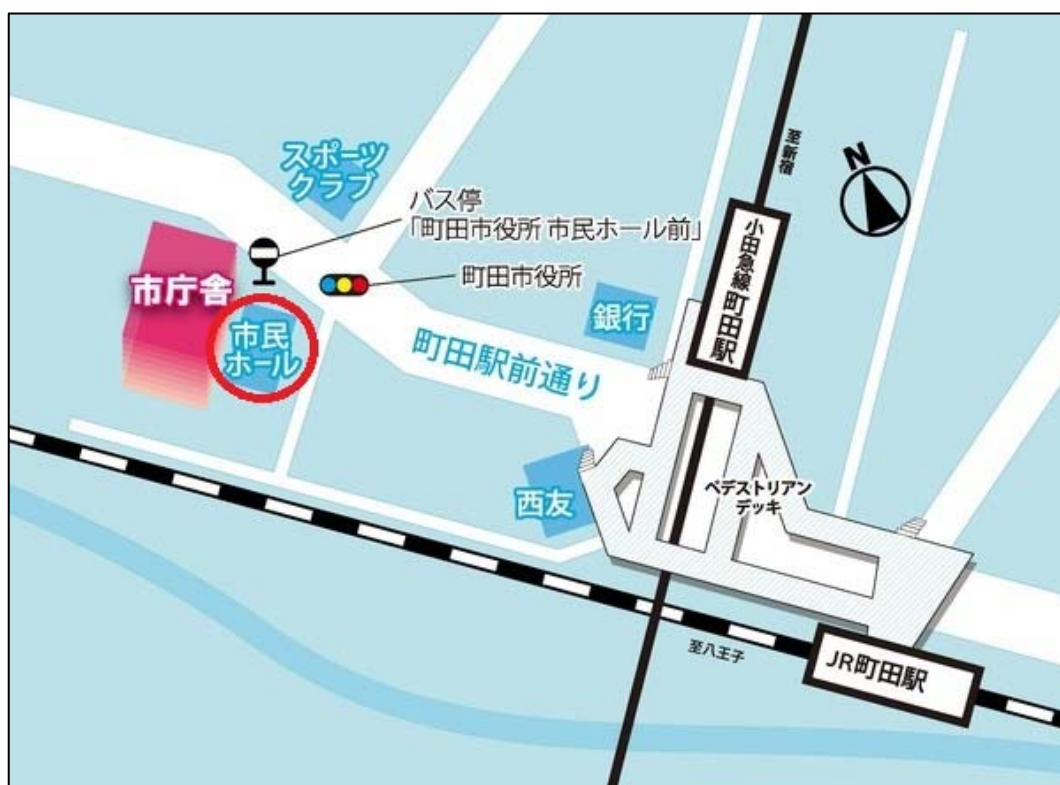 スポーツ
クラブ
バス停
「町田市役所 市民ホール前」
町田市役所
市庁舎
市民
ホール
町田駅前通り
銀行
西友
至新宿
N
小田急線 町田駅
ペデストリアン
デッキ
至八王子
JR町田駅